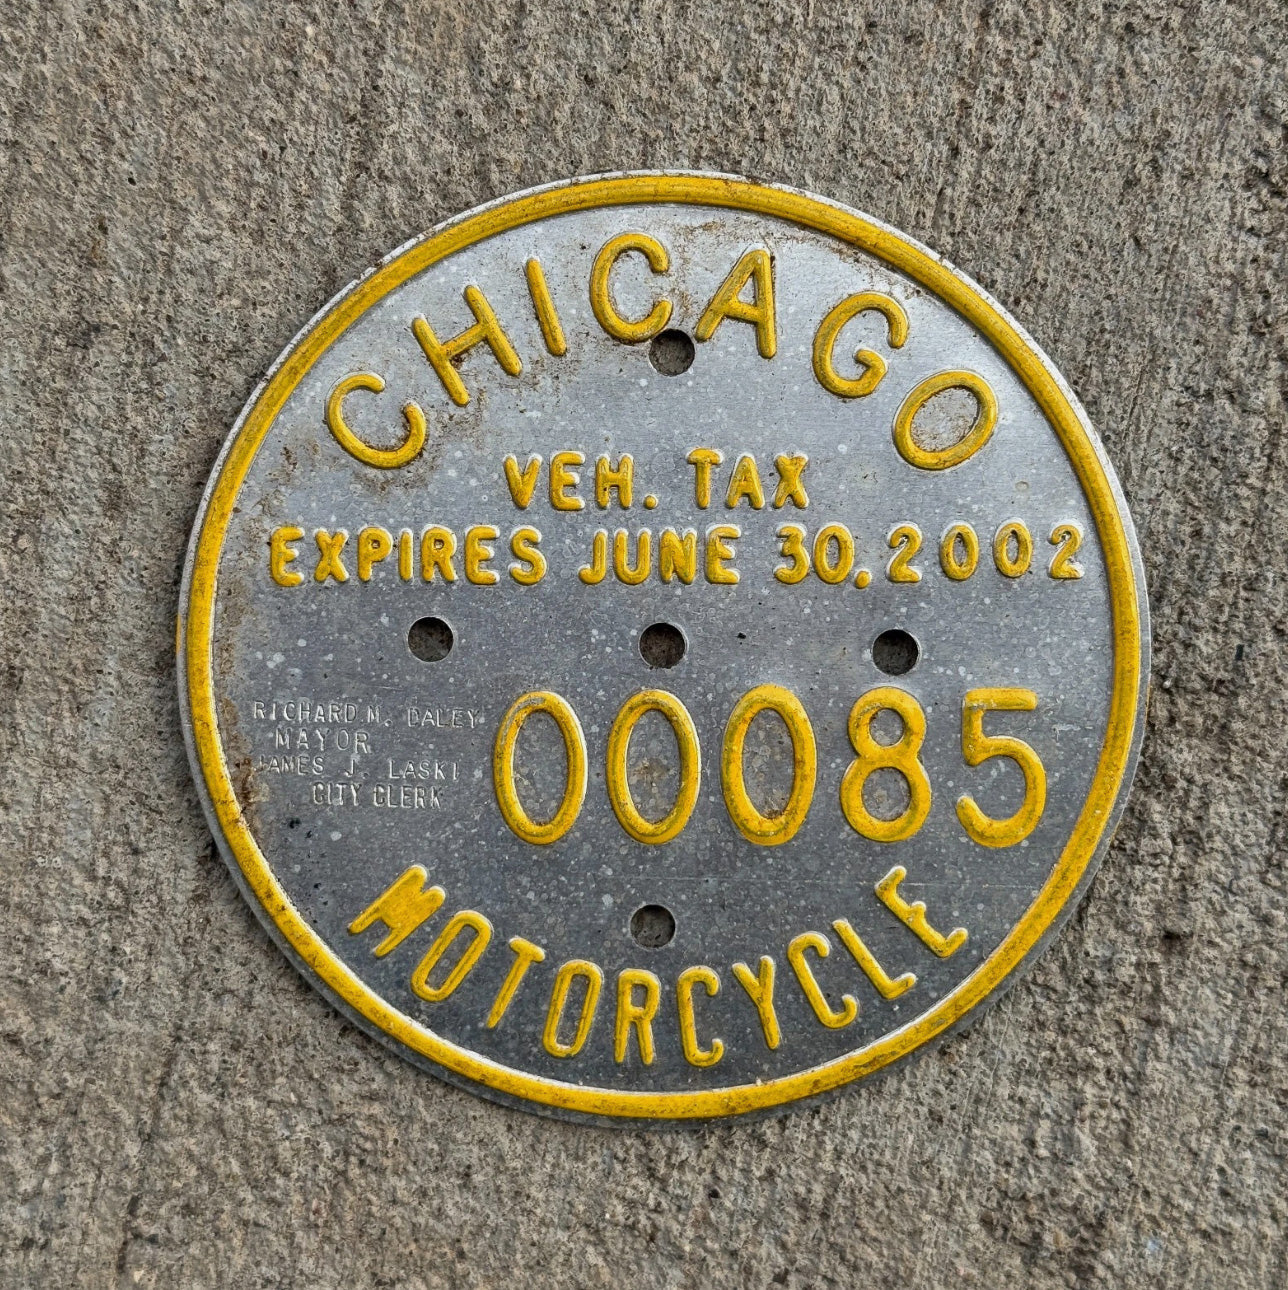 CHICAGO
VEH. TAX
EXPIRES JUNE 30, 2002
RICHARD M. DALEY
MAYOR
JAMES J. LASKI
CITY CLERK
00085
MOTORCYCLE